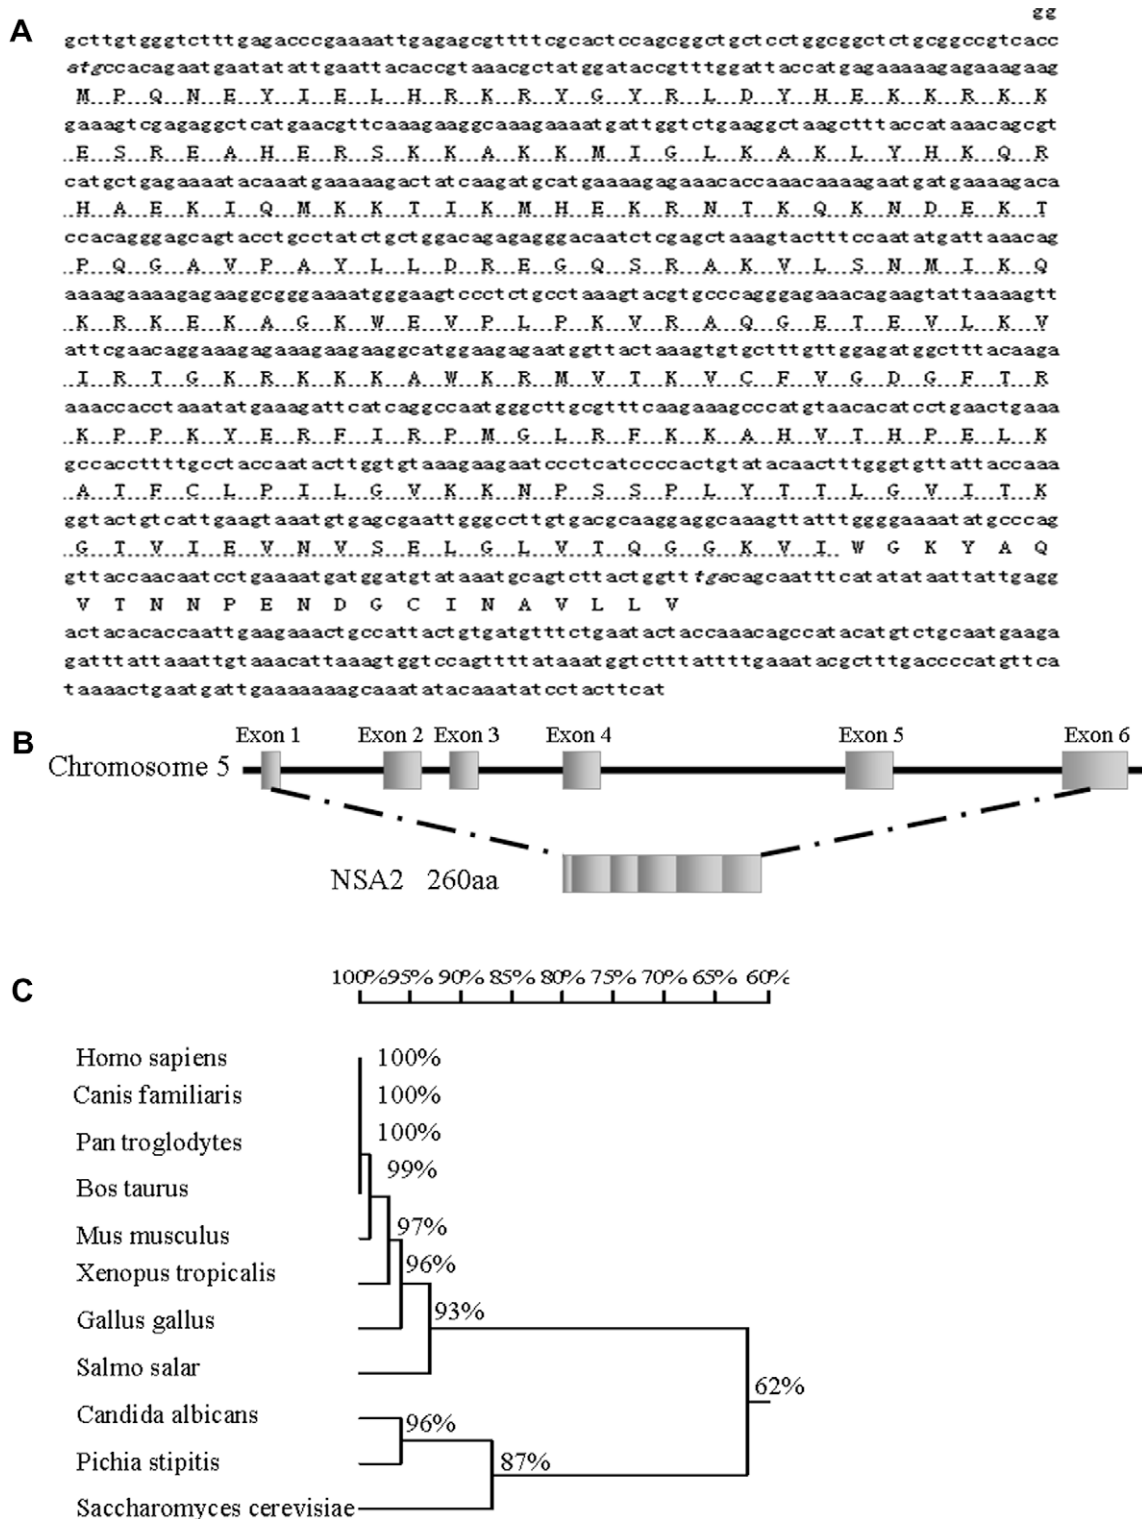 A
gg
gcttgtgggtctttgagacccgaaaattgagagcgttttcgcactccagcggctgctcctggcggctctgcggccgtcacc
atgccacagaatgaatatattgaattacaccgtaaacgctatggataccgtttggattaccatgagaaaaagagaaagaag
M P Q N E Y I E L H R K R Y G Y R L D Y H E K K R K K
gaaagtcgagaggctcatgaacgttcaaagaaggcaaagaaaatgattggtctgaaggctaagctttaccataaacagcgt
E S R E A H E R S K K A K K M I G L K A K L Y H K Q R
catgctgagaaaatacaaatgaaaaagactatcaagatgcatgaaaagagaaacaccaaacaaaagaatgatgaaaagaca
H A E K I Q M K K T I K M H E K R N T K Q K N D E K T
ccacagggagcagtacctgcctatctgctggacagagagggacaatctcgagctaaagtactttccaatatgattaaacag
P Q G A V P A Y L L D R E G Q S R A K V L S N M I K Q
aaaagaaaagagaaggcgggaaaatgggaagtccctctgcctaaagtacgtgcccagggagaaacagaagtattaaaagtt
K R K E K A G K W E V P L P K V R A Q G E T E V L K V
attcgaacaggaaagagaaagaagaaggcatggaagagaatggttactaaagtgtgctttgttggagatggctttacaaga
I R T G K R K K K A W K R M V T K V C F V G D G F T R
aaaccacctaaatatgaaagattcatcaggccaatgggcttgcgtttcaagaaagcccatgtaacacatcctgaactgaaa
K P P K Y E R F I R P M G L R F K K A H V T H P E L K
gccaccttttgcctaccaatacttggtgtaaagaagaatccctcatccccactgtatacaactttgggtgttattaccaaa
A T F C L P I L G V K K N P S S P L Y T T L G V I T K
ggtactgtcattgaagtaaatgtgagcgaattgggccttgtgacgcaaggaggcaaagttatttggggaaaatatgcccag
G T V I E V N V S E L G L V T Q G G K V I W G K Y A Q
gttaccaacaatcctgaaaatgatggatgtataaatgcagtcttactggtttgacagcaatttcatatataattattgagg
V T N N P E N D G C I N A V L L V
actacacaccaattgaagaaactgccattactgtgatgtttctgaatactaccaaacagccatacatgtctgcaatgaaga
gatttattaaattgtaaacattaaagtggtccagttttataaatggtctttattttgaaatacgctttgaccccatgttca
taaaactgaatgattgaaaaaaagcaaatatacaaatatcctacttcat
B
Exon 1 Exon 2 Exon 3 Exon 4 Exon 5 Exon 6
Chromosome 5
NSA2 260aa
C
100% 95% 90% 85% 80% 75% 70% 65% 60%
Homo sapiens 100%
Canis familiaris 100%
Pan troglodytes 100%
99%
Bos taurus
97%
Mus musculus
96%
Xenopus tropicalis
93%
Gallus gallus
Salmo salar
62%
Candida albicans 96%
Pichia stipitis 87%
Saccharomyces cerevisiae